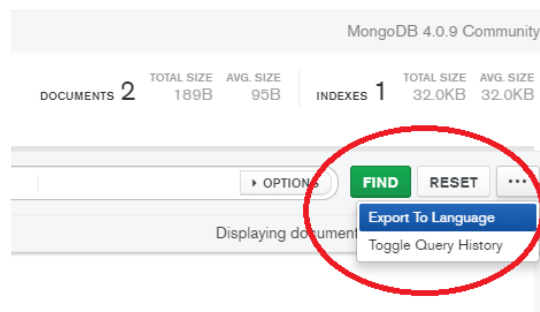 MongoDB 4.0.9 Community
DOCUMENTS 2 TOTAL SIZE 189B AVG. SIZE 95B INDEXES 1 TOTAL SIZE 32.0KB AVG. SIZE 32.0KB
OPTIONS FIND RESET ...
Export To Language
Displaying document
Toggle Query History